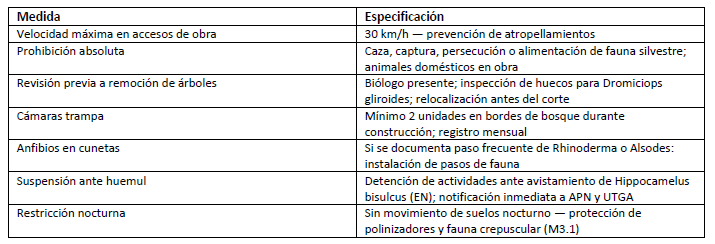 Medida Especificación
Velocidad máxima en accesos de obra 30 km/h — prevención de atropellamientos
Prohibición absoluta Caza, captura, persecución o alimentación de fauna silvestre;
animales domésticos en obra
Revisión previa a remoción de árboles Biólogo presente; inspección de huecos para Dromiciops
gliroides; relocalización antes del corte
Cámaras trampa Mínimo 2 unidades en bordes de bosque durante
construcción; registro mensual
Anfibios en cunetas Si se documenta paso frecuente de Rhinoderma o Alsodes:
instalación de pasos de fauna
Suspensión ante huemul Detención de actividades ante avistamiento de Hippocamelus
bisulcus (EN); notificación inmediata a APN y UTGA
Restricción nocturna Sin movimiento de suelos nocturno — protección de
polinizadores y fauna crepuscular (M3.1)